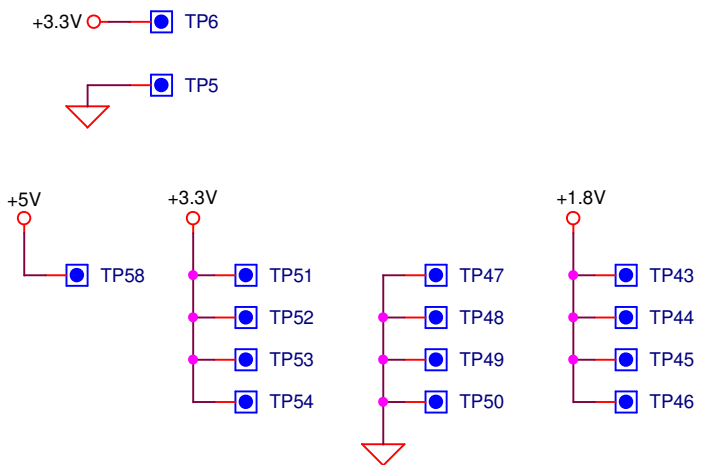 +3.3V TP6
TP5
+5V +3.3V +1.8V
TP58 TP51 TP47 TP43
TP52 TP48 TP44
TP53 TP49 TP45
TP54 TP50 TP46